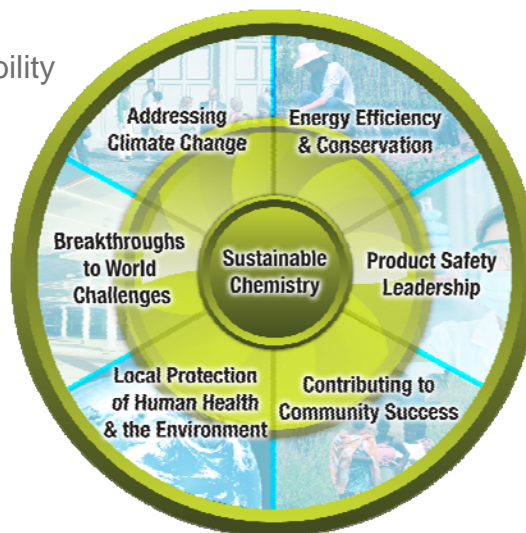 bility
Addressing
Climate Change
Energy Efficiency
& Conservation
Breakthroughs
to World
Challenges
Sustainable
Chemistry
Product Safety
Leadership
Local Protection
of Human Health
& the Environment
Contributing to
Community Success